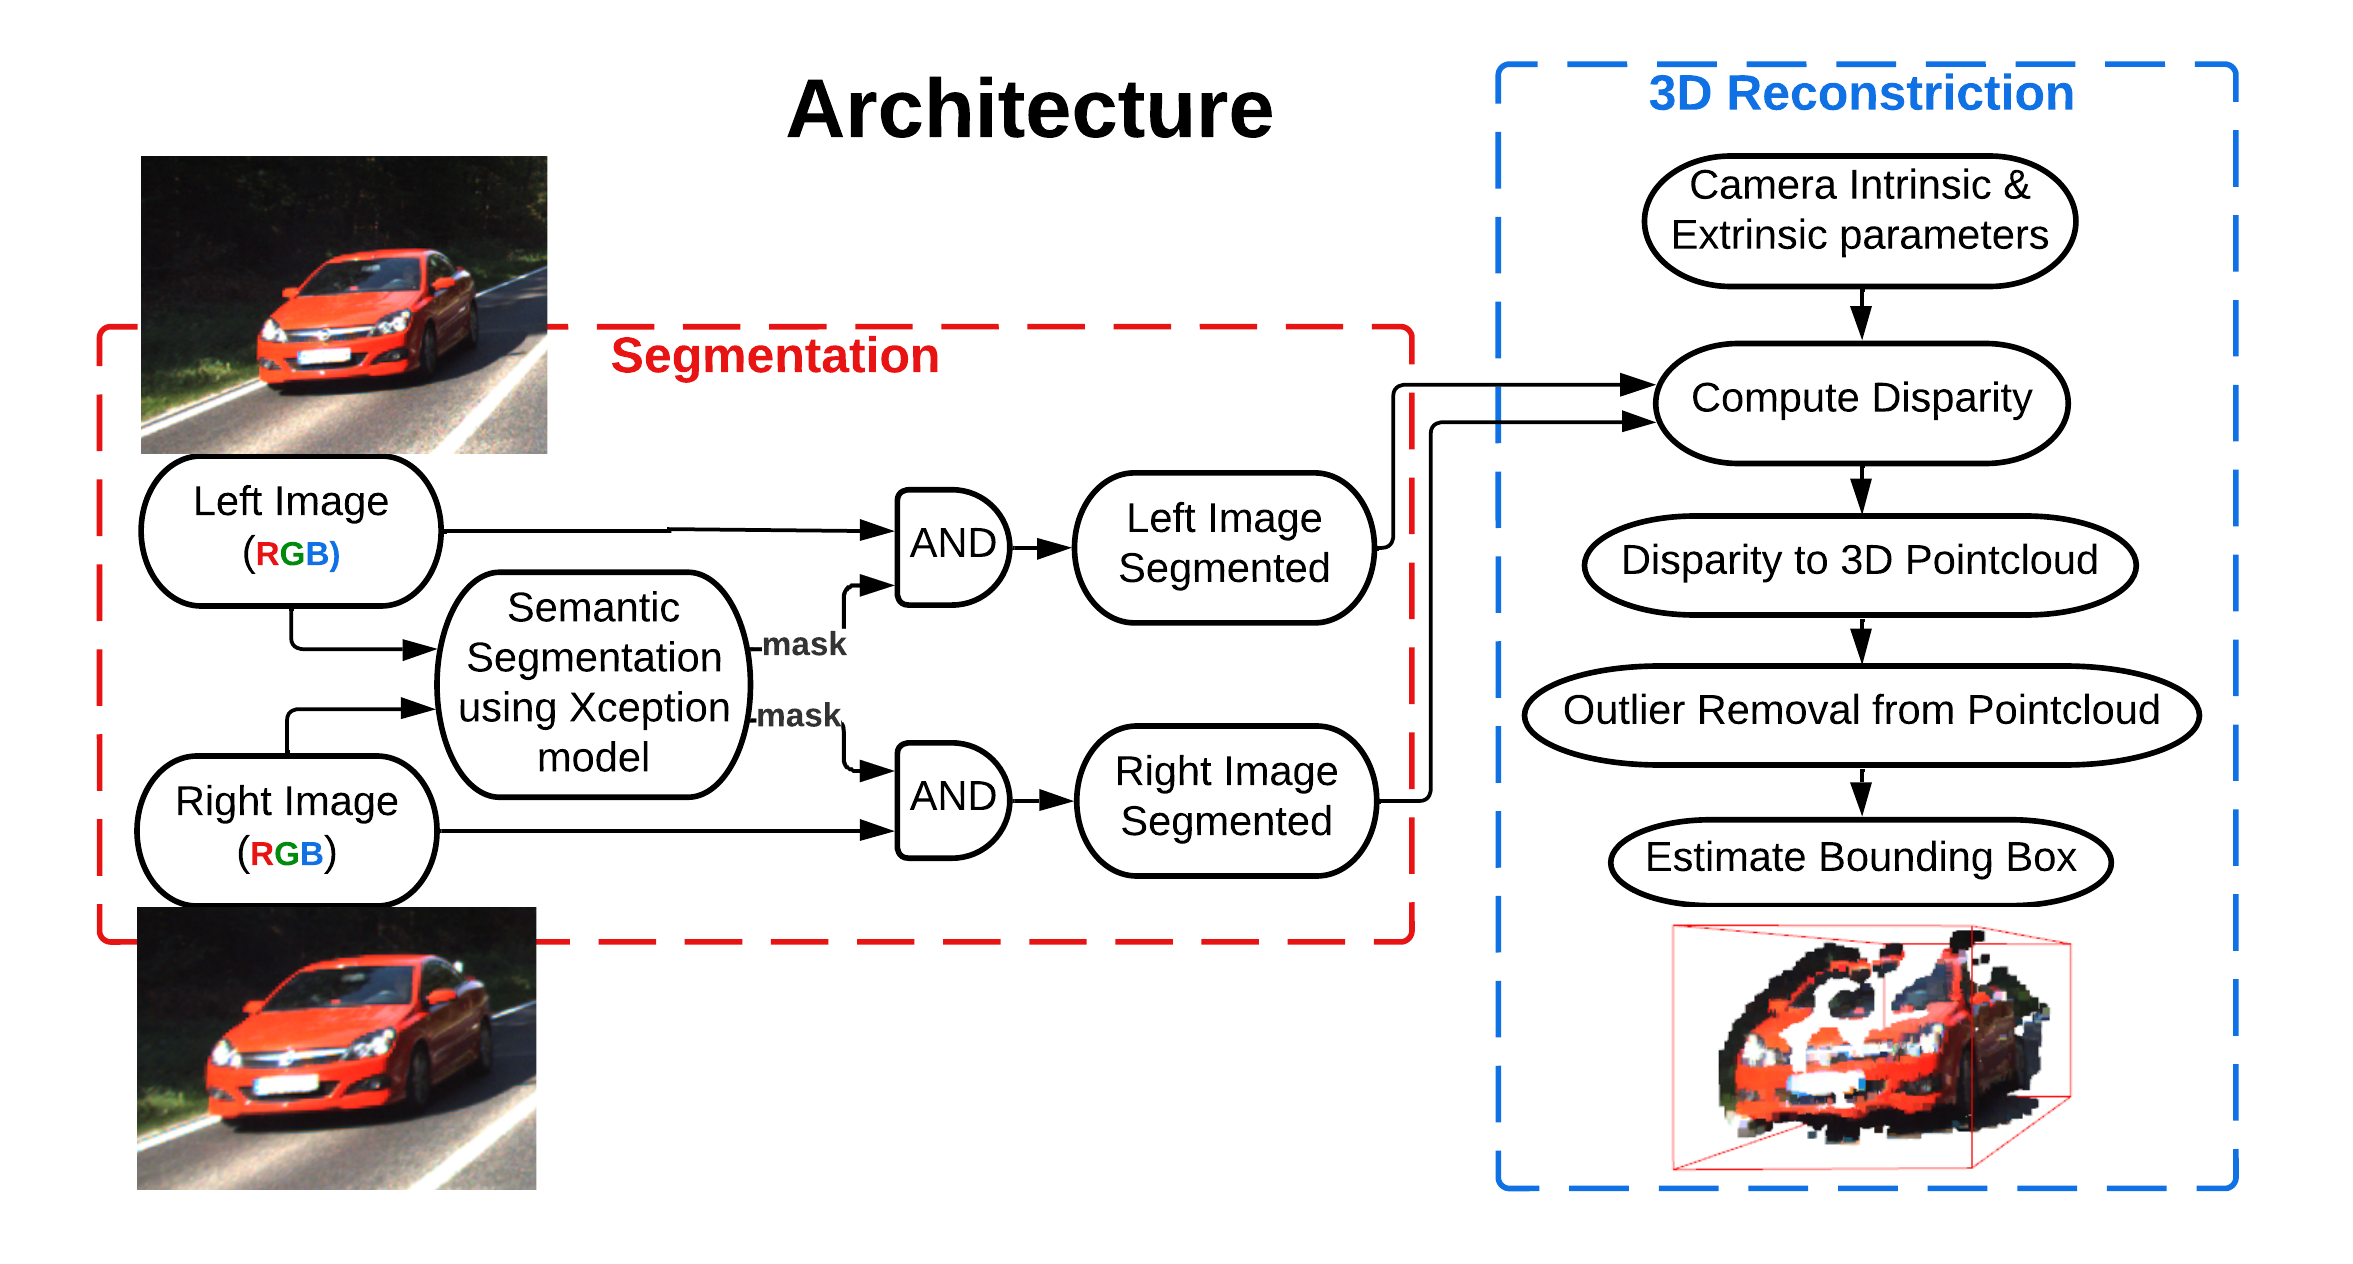 Architecture
Segmentation
Left Image
(RGB)
Right Image
(RGB)
Semantic
Segmentation
using Xception
model
mask
mask
AND
AND
Left Image
Segmented
Right Image
Segmented
3D Reconstriction
Camera Intrinsic &
Extrinsic parameters
Compute Disparity
Disparity to 3D Pointcloud
Outlier Removal from Pointcloud
Estimate Bounding Box